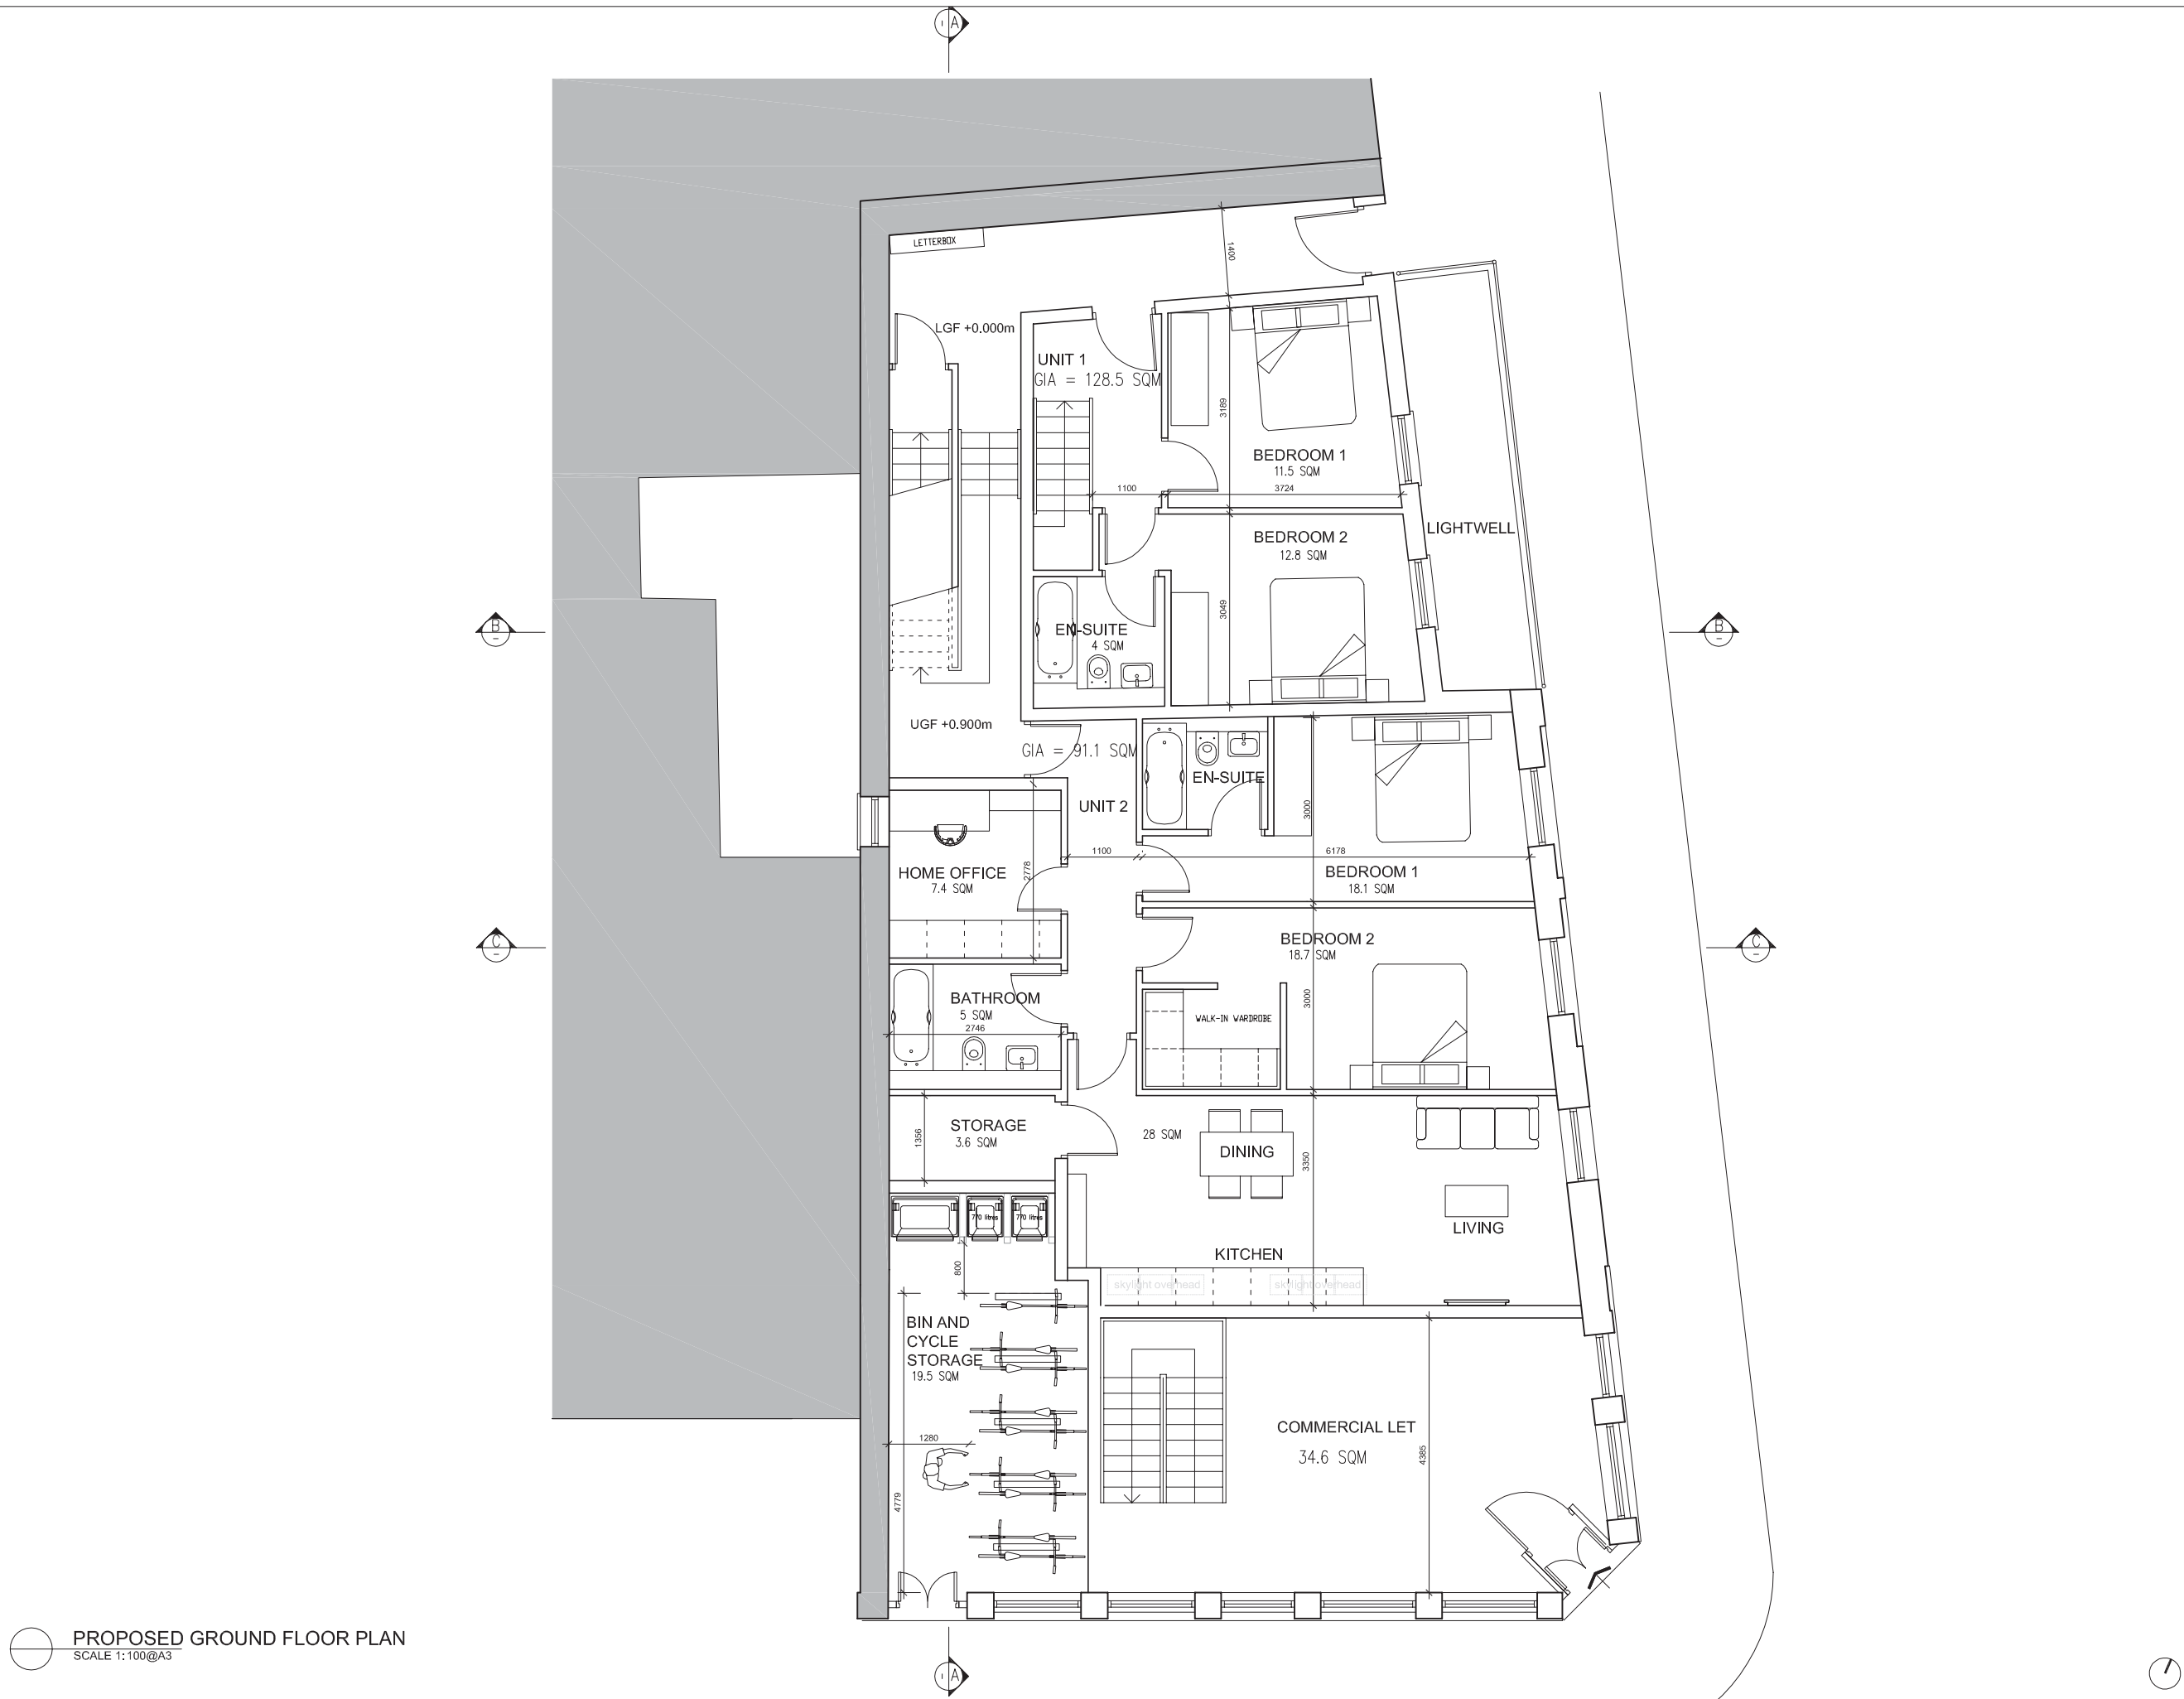 A
LETTERBOX
1400
LGF +0.000m
UNIT 1
GIA = 128.5 SQM
3189
BEDROOM 1
11.5 SQM
1100
3724
LIGHTWELL
BEDROOM 2
12.8 SQM
3049
EN-SUITE
4 SQM
B
-
B
-
UGF +0.900m
GIA = 91.1 SQM
EN-SUITE
UNIT 2
3000
1100
6178
HOME OFFICE
7.4 SQM
2778
BEDROOM 1
18.1 SQM
C
-
BEDROOM 2
18.7 SQM
C
-
BATHROOM
5 SQM
2746
3000
WALK-IN WARDROBE
STORAGE
3.6 SQM
1356
28 SQM
DINING
3350
770 litres
770 litres
LIVING
KITCHEN
800
skylight overhead
skylight overhead
BIN AND
CYCLE
STORAGE
19.5 SQM
1280
4779
COMMERCIAL LET
34.6 SQM
4385
PROPOSED GROUND FLOOR PLAN
SCALE 1:100@A3
A